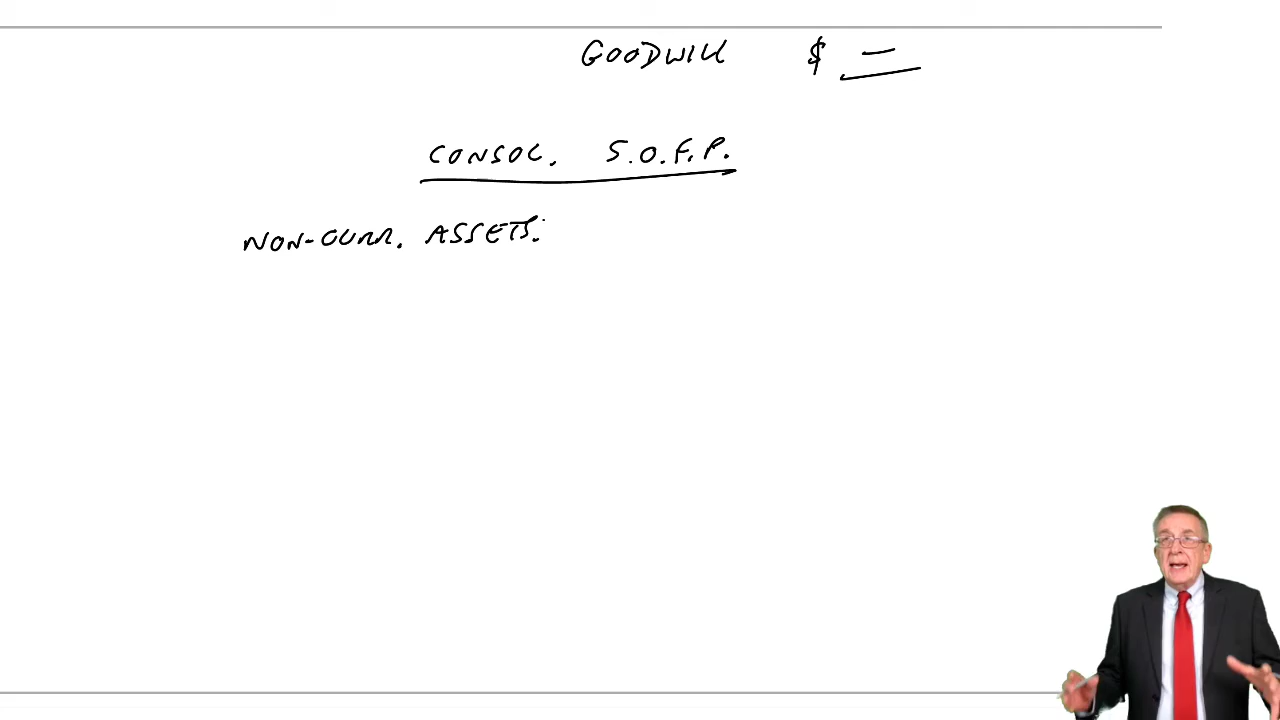 GOODWILL $ —
CONSOL. S.O.F.P.
NON-CURR. ASSETS: